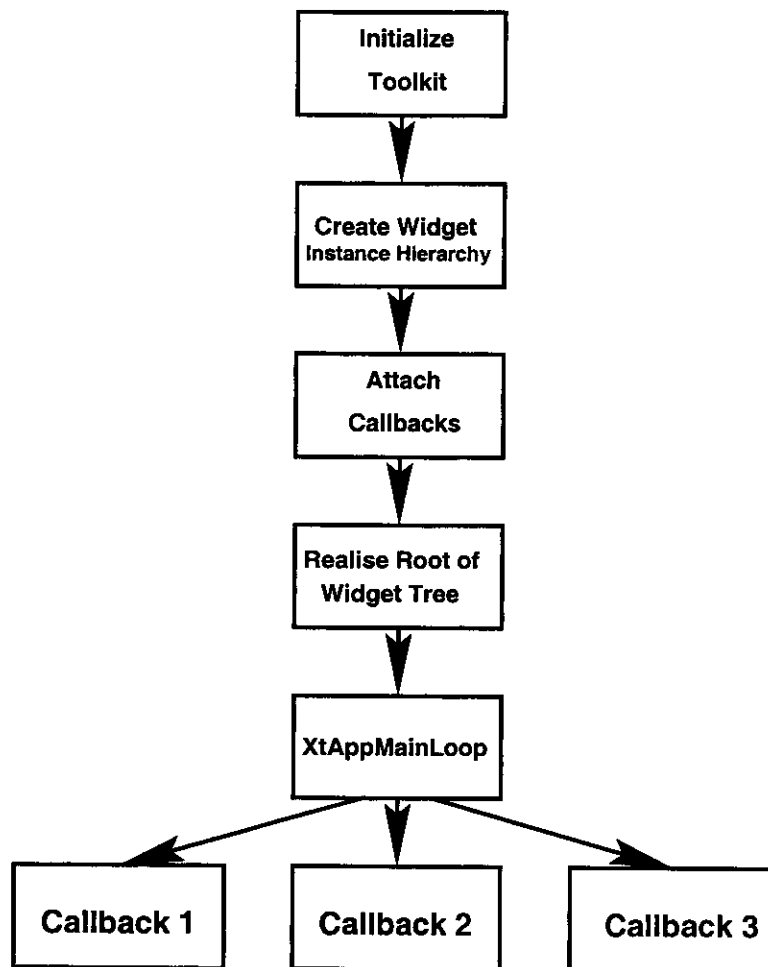 Initialize
Toolkit
Create Widget
Instance Hierarchy
Attach
Callbacks
Realise Root of
Widget Tree
XtAppMainLoop
Callback 1
Callback 2
Callback 3